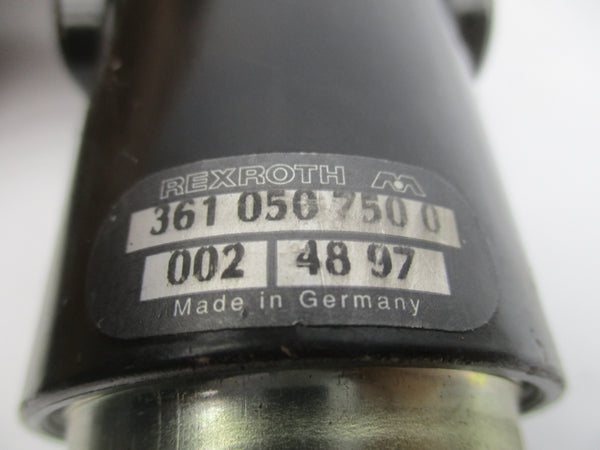 REXROTH
361 050 750 0
002 48 97
Made in Germany